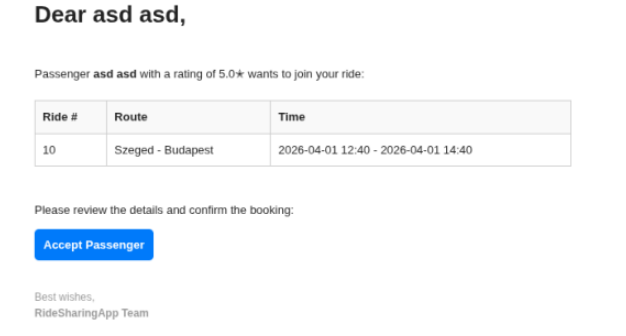 Dear asd asd,
Passenger asd asd with a rating of 5.0★ wants to join your ride:
Ride # Route Time
10 Szeged - Budapest 2026-04-01 12:40 - 2026-04-01 14:40
Please review the details and confirm the booking:
Accept Passenger
Best wishes,
RideSharingApp Team